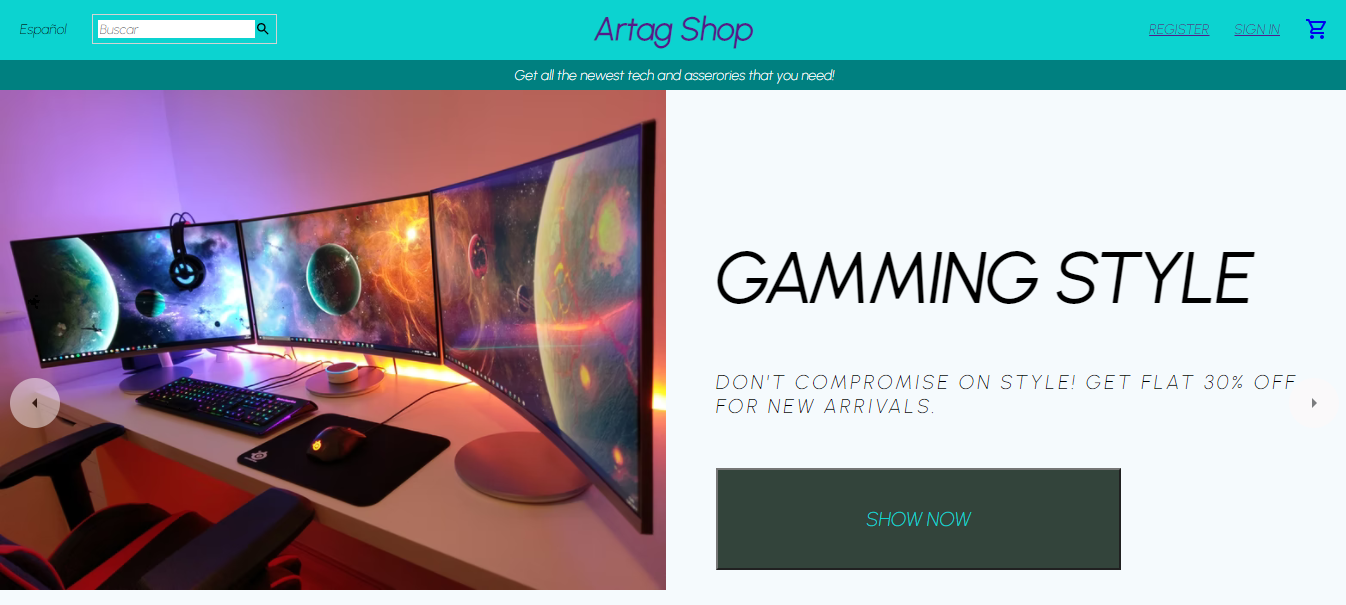 Español
Buscar
Artag Shop
REGISTER
SIGN IN
Get all the newest tech and asserories that you need!
GAMMING STYLE
DON'T COMPROMISE ON STYLE! GET FLAT 30% OFF
FOR NEW ARRIVALS.
SHOW NOW